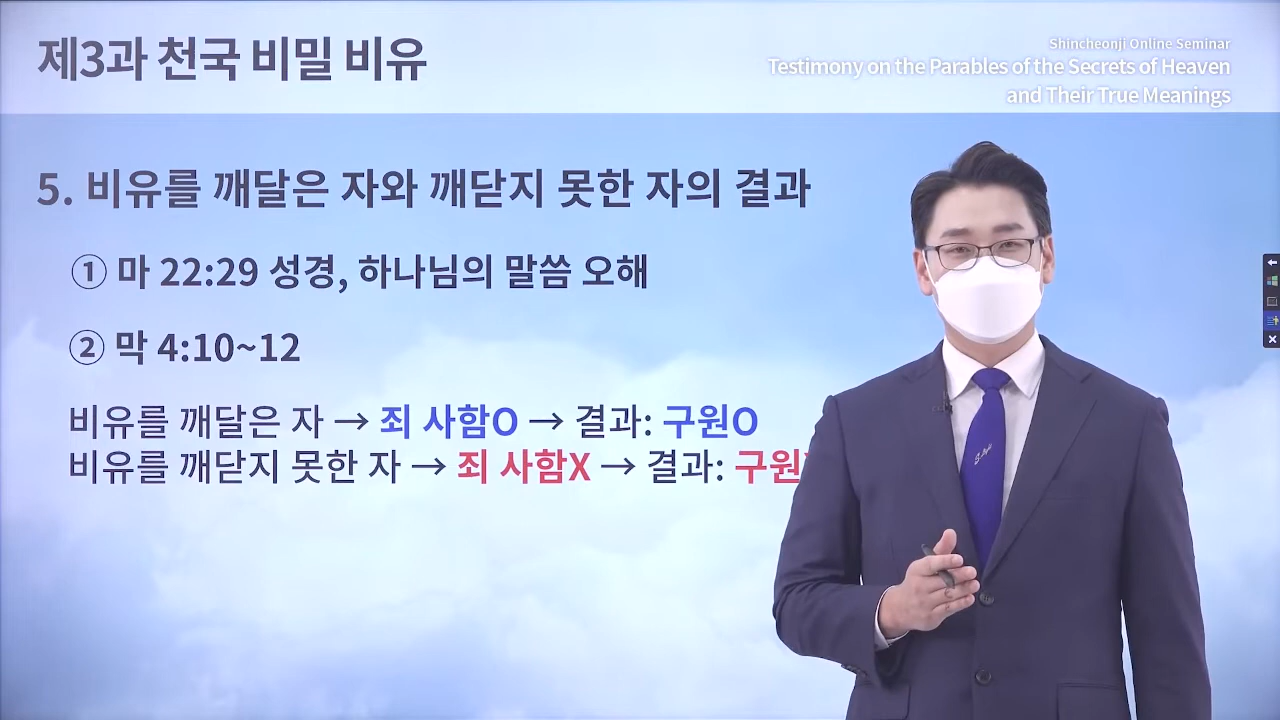 제3과 천국 비밀 비유
Shincheonji Online Seminar
Testimony on the Parables of the Secrets of Heaven
and Their True Meanings
5. 비유를 깨달은 자와 깨닫지 못한 자의 결과
① 마 22:29 성경, 하나님의 말씀 오해
② 막 4:10~12
비유를 깨달은 자 → 죄 사함O → 결과: 구원O
비유를 깨닫지 못한 자 → 죄 사함X → 결과: 구원